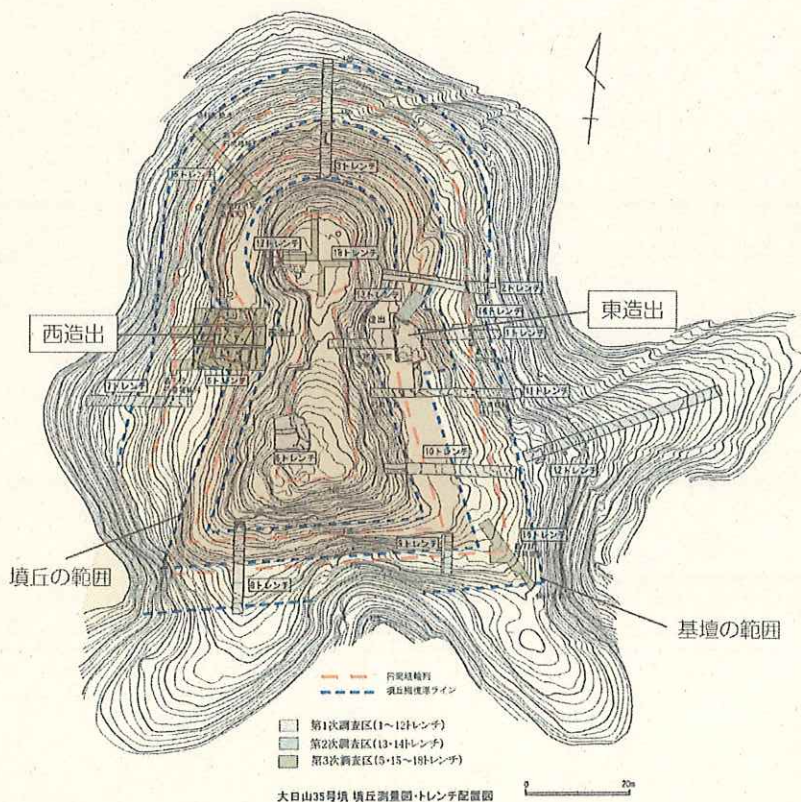 3トレンチ
15トレンチ
17トレンチ
18トレンチ
13トレンチ
2トレンチ
14トレンチ
1トレンチ
造出
西造出
東造出
7トレンチ
11トレンチ
10トレンチ
12トレンチ
墳丘の範囲
8トレンチ
9トレンチ
基壇の範囲
円筒埴輪列
墳丘復原ライン
第1次調査区(1～12トレンチ)
第2次調査区(13・14トレンチ)
第3次調査区(5・15～18トレンチ)
大日山35号墳 墳丘測量図・トレンチ配置図
0 20m